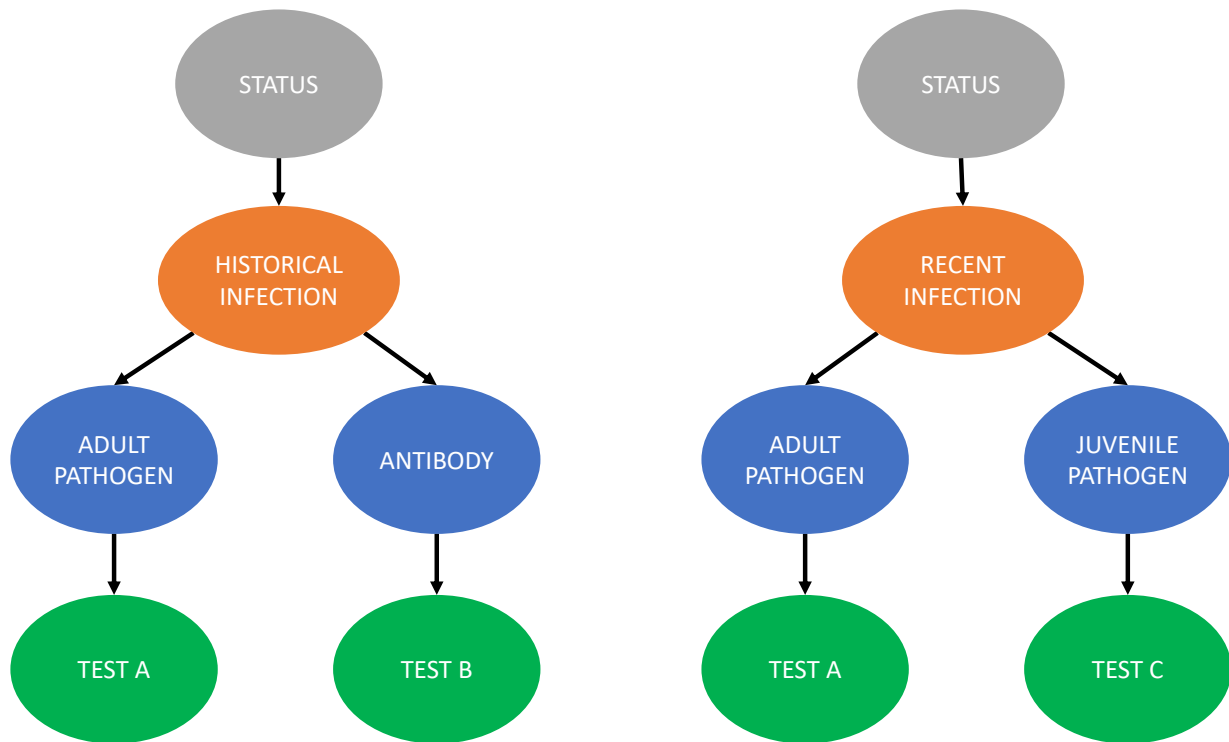 STATUS
STATUS
HISTORICAL
INFECTION
RECENT
INFECTION
ADULT
PATHOGEN
ANTIBODY
ADULT
PATHOGEN
JUVENILE
PATHOGEN
TEST A
TEST B
TEST A
TEST C